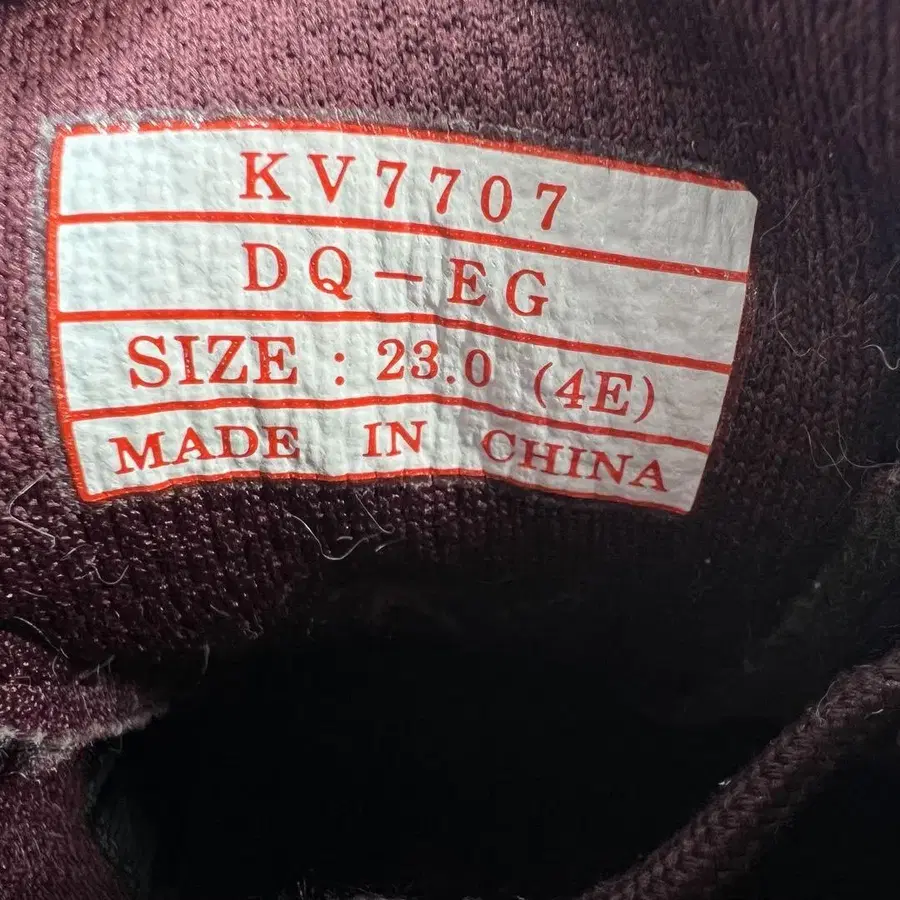 KV7707
DQ-EG
SIZE : 23.0 (4E)
MADE IN CHINA